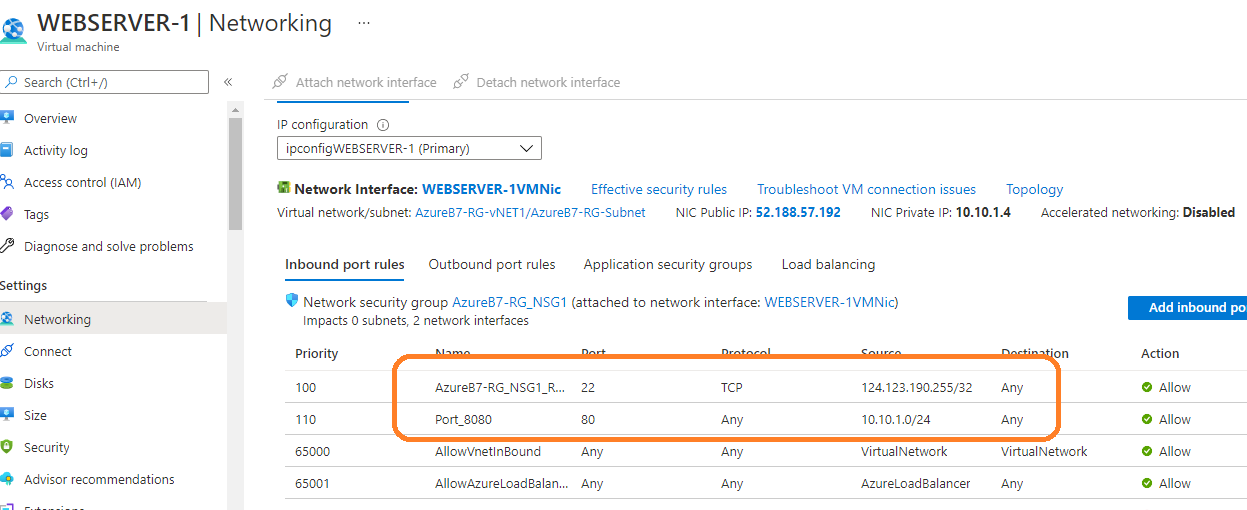 WEBSERVER-1 | Networking ...
Virtual machine
Search (Ctrl+/) «
Attach network interface Detach network interface
Overview
Activity log
Access control (IAM)
Tags
Diagnose and solve problems
Settings
Networking
Connect
Disks
Size
Security
Advisor recommendations
Extensions
IP configuration
ipconfigWEBSERVER-1 (Primary)
Network Interface: WEBSERVER-1VMNic Effective security rules Troubleshoot VM connection issues Topology
Virtual network/subnet: AzureB7-RG-vNET1/AzureB7-RG-Subnet NIC Public IP: 52.188.57.192 NIC Private IP: 10.10.1.4 Accelerated networking: Disabled
Inbound port rules Outbound port rules Application security groups Load balancing
Network security group AzureB7-RG_NSG1 (attached to network interface: WEBSERVER-1VMNic)
Impacts 0 subnets, 2 network interfaces
Add inbound po
Priority Name Port Protocol Source Destination Action
100 AzureB7-RG_NSG1_R... 22 TCP 124.123.190.255/32 Any Allow
110 Port_8080 80 Any 10.10.1.0/24 Any Allow
65000 AllowVnetInBound Any Any VirtualNetwork VirtualNetwork Allow
65001 AllowAzureLoadBalan... Any Any AzureLoadBalancer Any Allow